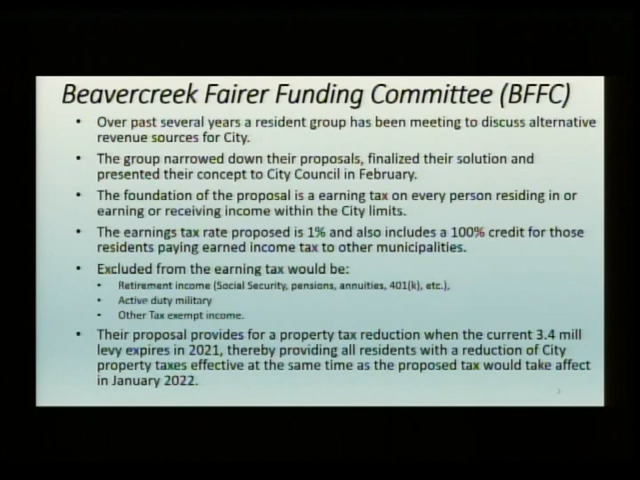 Beavercreek Fairer Funding Committee (BFFC)
• Over past several years a resident group has been meeting to discuss alternative
revenue sources for City.
• The group narrowed down their proposals, finalized their solution and
presented their concept to City Council in February.
• The foundation of the proposal is a earning tax on every person residing in or
earning or receiving income within the City limits.
• The earnings tax rate proposed is 1% and also includes a 100% credit for those
residents paying earned income tax to other municipalities.
• Excluded from the earning tax would be:
• Retirement income (Social Security, pensions, annuities, 401(k), etc.),
• Active duty military
• Other Tax exempt income.
• Their proposal provides for a property tax reduction when the current 3.4 mill
levy expires in 2021, thereby providing all residents with a reduction of City
property taxes effective at the same time as the proposed tax would take affect
in January 2022.